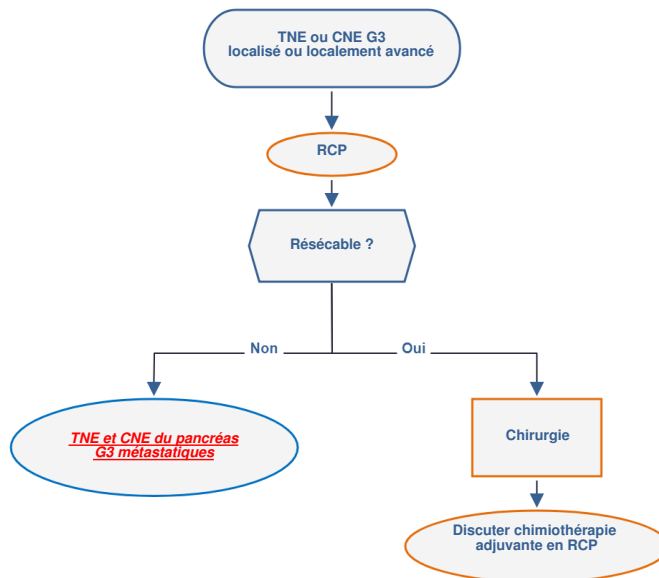 TNE ou CNE G3
localisé ou localement avancé
RCP
Résécable ?
Non
Oui
TNE et CNE du pancréas
G3 métastatiques
Chirurgie
Discuter chimiothérapie
adjuvante en RCP